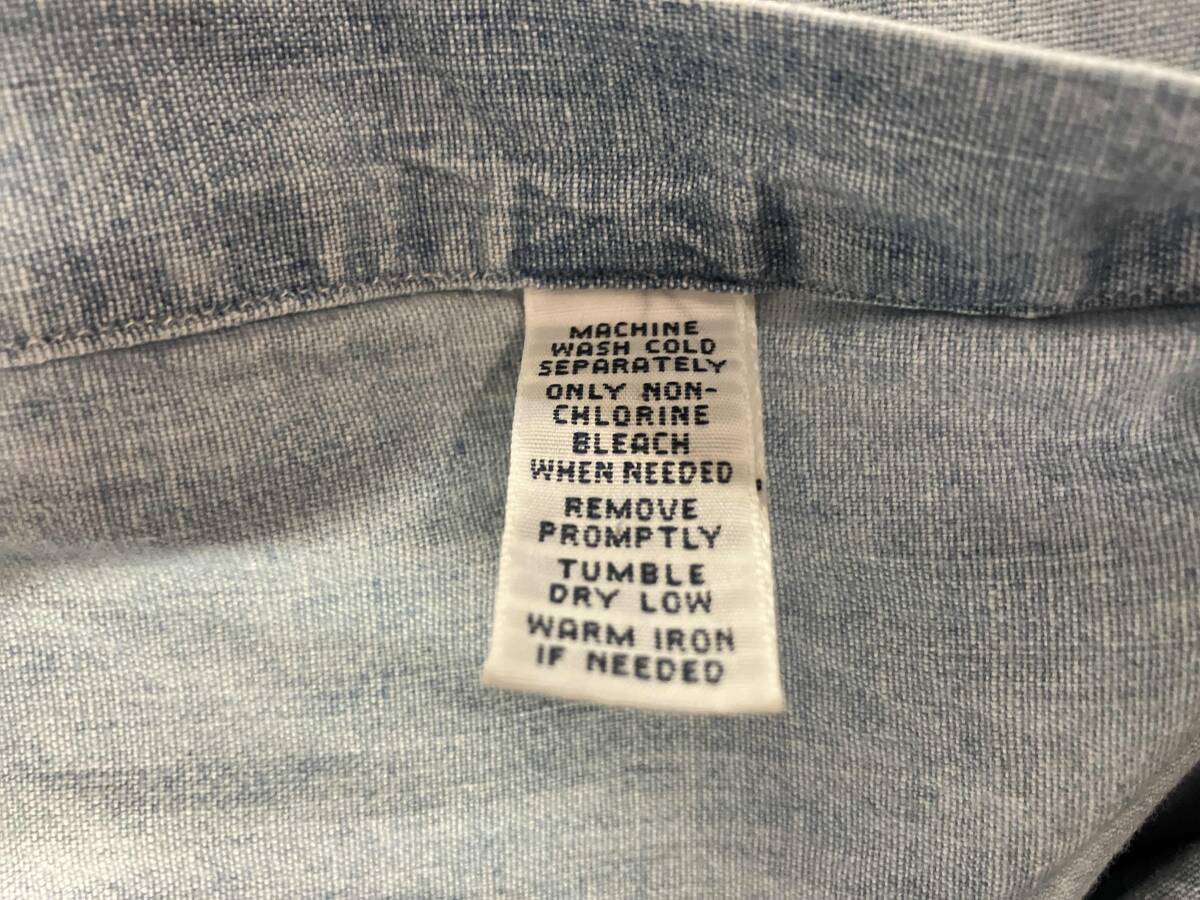 MACHINE
WASH COLD
SEPARATELY
ONLY NON-
CHLORINE
BLEACH
WHEN NEEDED
REMOVE
PROMPTLY
TUMBLE
DRY LOW
WARM IRON
IF NEEDED